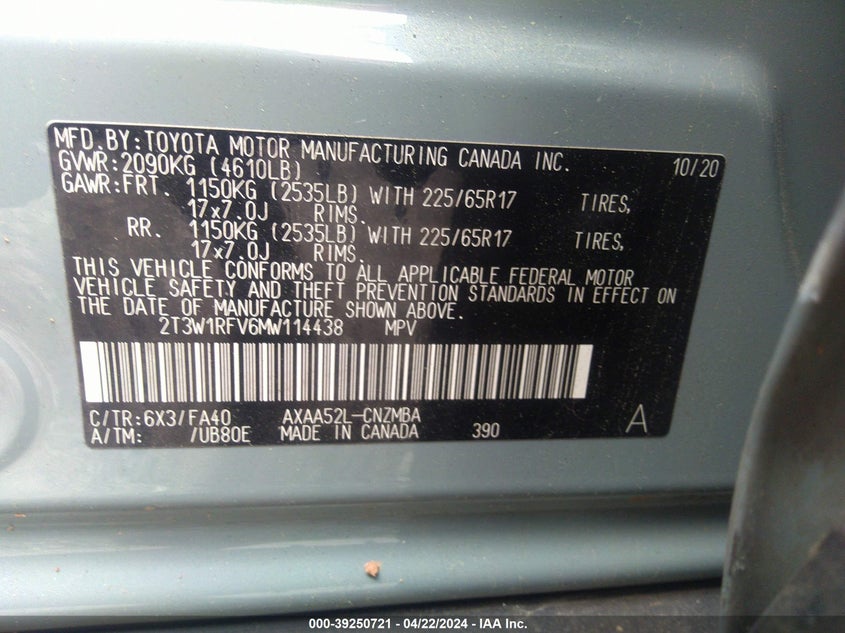 MFD.BY:TOYOTA MOTOR MANUFACTURING CANADA INC. 10/20
GVWR:2090KG (4610LB)
GAWR:FRT. 1150KG (2535LB) WITH 225/65R17 TIRES,
17x7.0J RIMS.
RR. 1150KG (2535LB) WITH 225/65R17 TIRES,
17x7.0J RIMS.
THIS VEHICLE CONFORMS TO ALL APPLICABLE FEDERAL MOTOR
VEHICLE SAFETY AND THEFT PREVENTION STANDARDS IN EFFECT ON
THE DATE OF MANUFACTURE SHOWN ABOVE.
2T3W1RFV6MW114438 MPV
C/TR:6X3/FA40 AXAA52L-CNZMBA
A/TM: /UB80E MADE IN CANADA 390 A
000-39250721 - 04/22/2024 - IAA Inc.